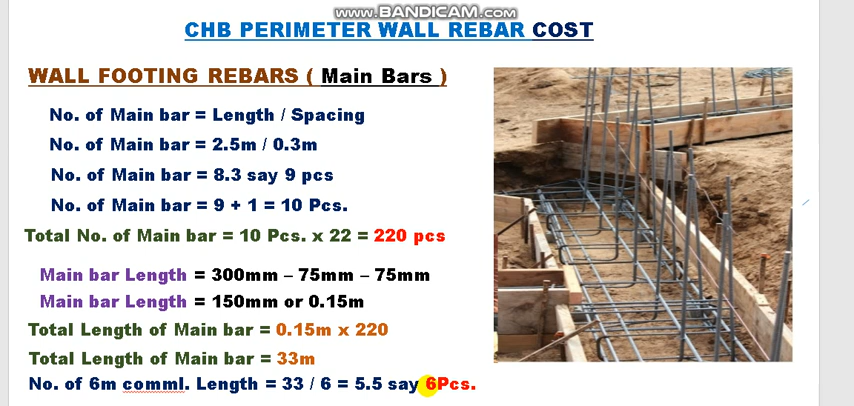 www.BANDICAM.com
CHB PERIMETER WALL REBAR COST
WALL FOOTING REBARS ( Main Bars )
No. of Main bar = Length / Spacing
No. of Main bar = 2.5m / 0.3m
No. of Main bar = 8.3 say 9 pcs
No. of Main bar = 9 + 1 = 10 Pcs.
Total No. of Main bar = 10 Pcs. x 22 = 220 pcs
Main bar Length = 300mm – 75mm – 75mm
Main bar Length = 150mm or 0.15m
Total Length of Main bar = 0.15m x 220
Total Length of Main bar = 33m
No. of 6m comml. Length = 33 / 6 = 5.5 say 6Pcs.